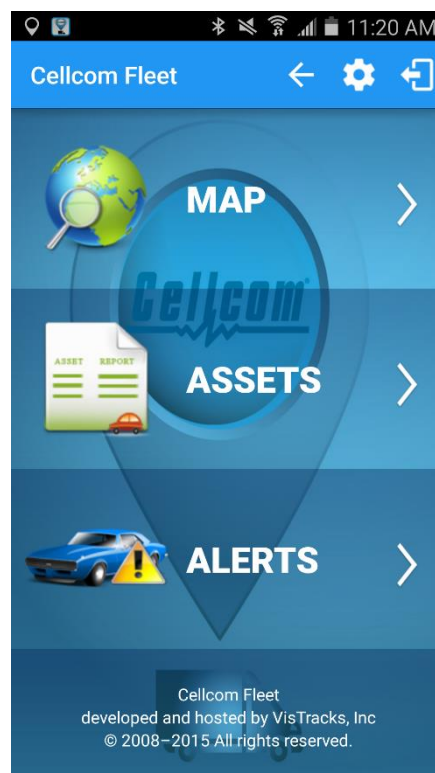 11:20 AM
Cellcom Fleet
MAP
Cellcom
ASSET REPORT
ASSETS
ALERTS
Cellcom Fleet
developed and hosted by VisTracks, Inc
© 2008–2015 All rights reserved.